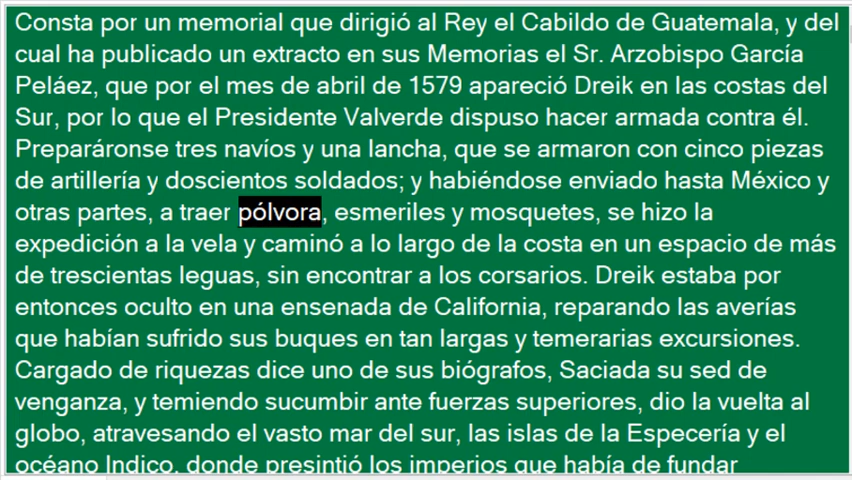 Consta por un memorial que dirigió al Rey el Cabildo de Guatemala, y del
cual ha publicado un extracto en sus Memorias el Sr. Arzobispo García
Peláez, que por el mes de abril de 1579 apareció Dreik en las costas del
Sur, por lo que el Presidente Valverde dispuso hacer armada contra él.
Preparáronse tres navíos y una lancha, que se armaron con cinco piezas
de artillería y doscientos soldados; y habiéndose enviado hasta México y
otras partes, a traer pólvora, esmeriles y mosquetes, se hizo la
expedición a la vela y caminó a lo largo de la costa en un espacio de más
de trescientas leguas, sin encontrar a los corsarios. Dreik estaba por
entonces oculto en una ensenada de California, reparando las averías
que habían sufrido sus buques en tan largas y temerarias excursiones.
Cargado de riquezas dice uno de sus biógrafos, Saciada su sed de
venganza, y temiendo sucumbir ante fuerzas superiores, dio la vuelta al
globo, atravesando el vasto mar del sur, las islas de la Especería y el
océano Indico, donde presintió los imperios que había de fundar